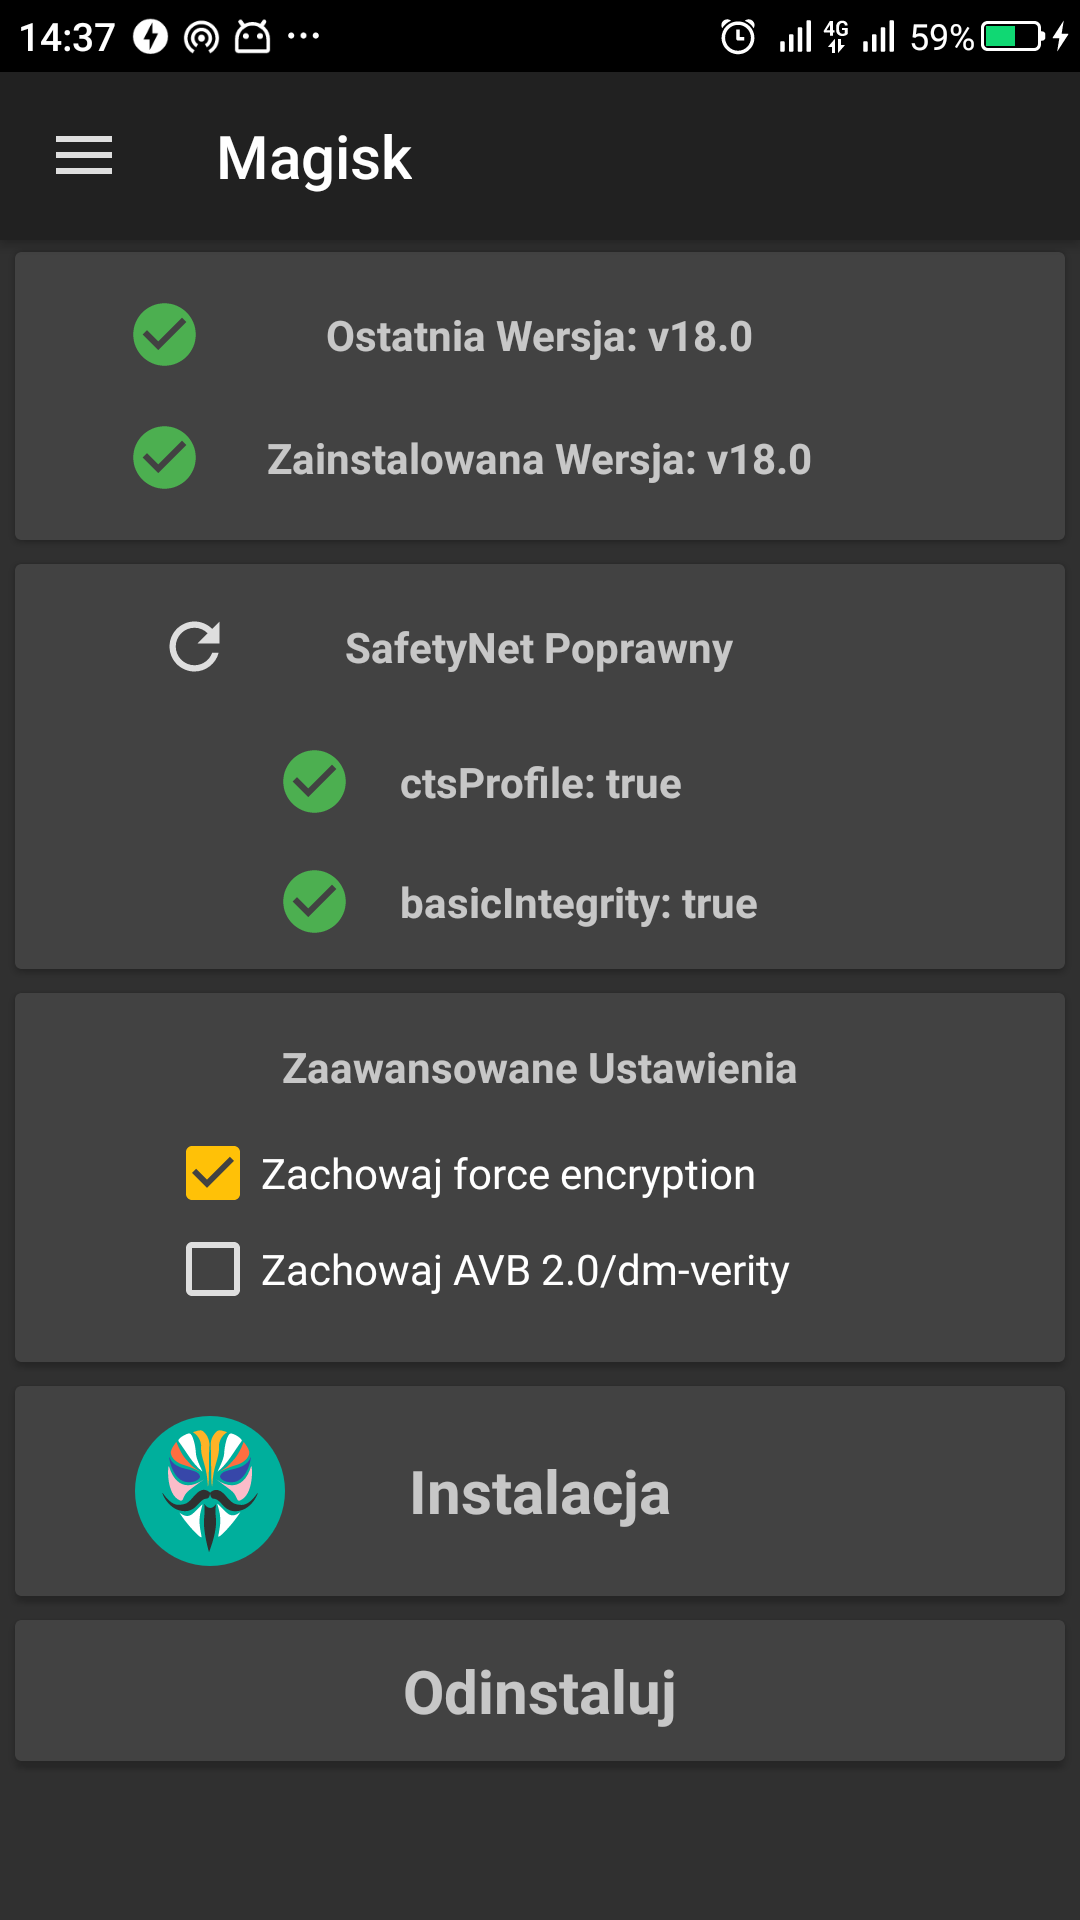 14:37 4G 59%
Magisk
Ostatnia Wersja: v18.0
Zainstalowana Wersja: v18.0
SafetyNet Poprawny
ctsProfile: true
basicIntegrity: true
Zaawansowane Ustawienia
Zachowaj force encryption
Zachowaj AVB 2.0/dm-verity
Instalacja
Odinstaluj